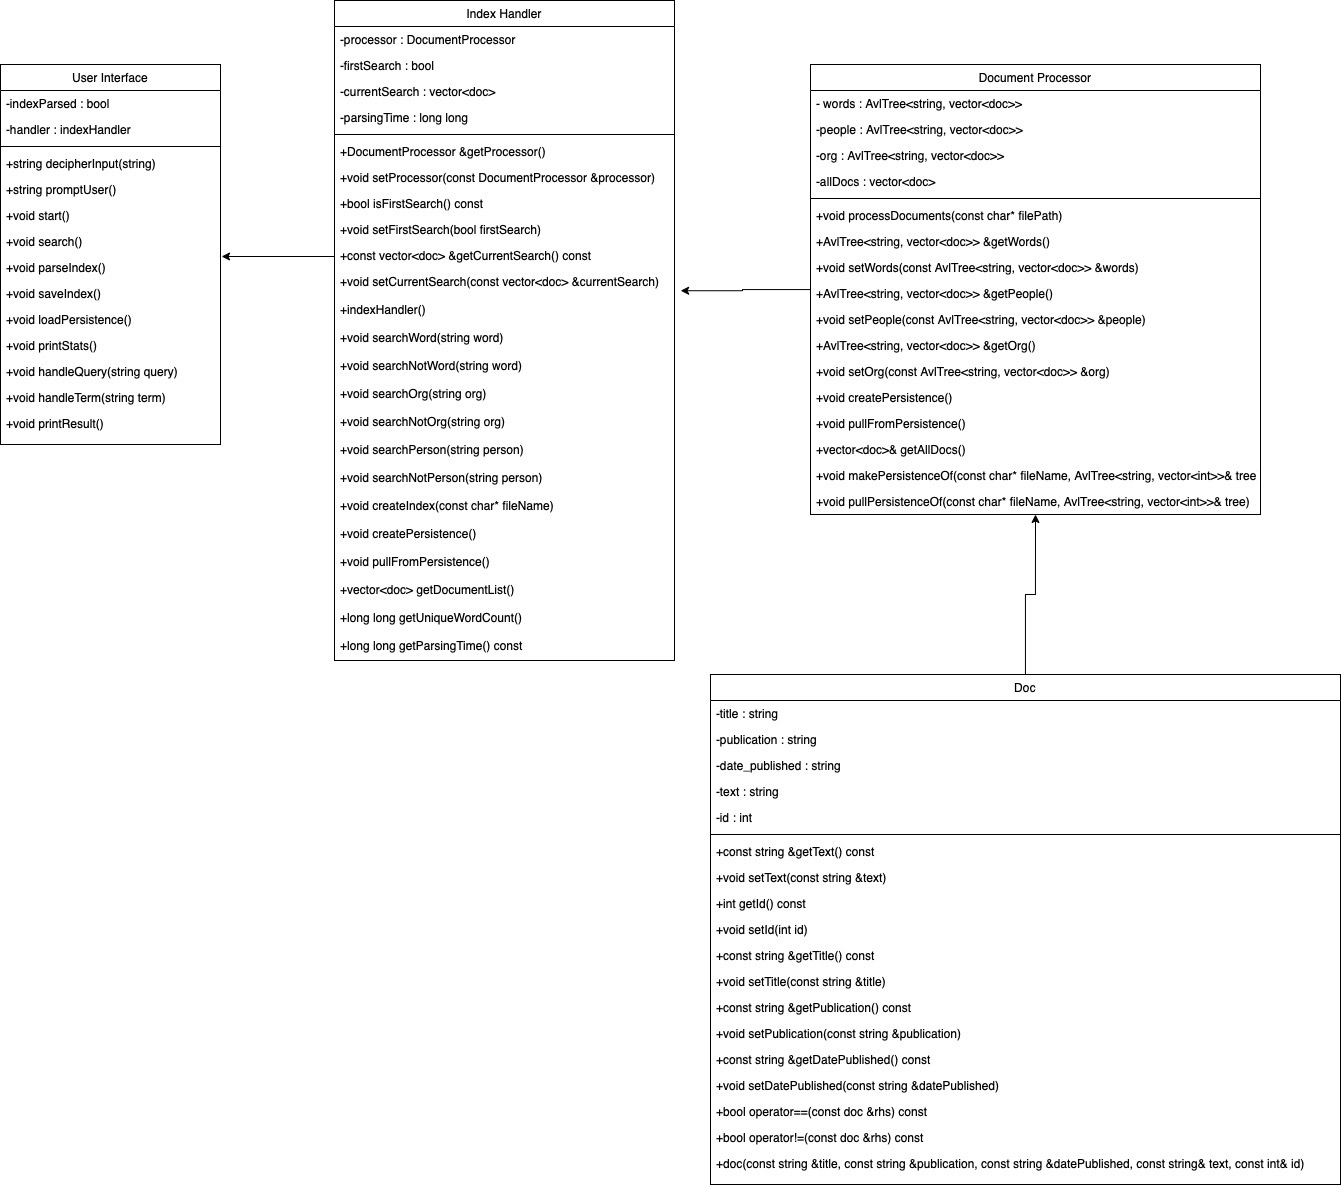 Index Handler
-processor : DocumentProcessor
-firstSearch : bool
-currentSearch : vector<doc>
-parsingTime : long long
+DocumentProcessor &getProcessor()
+void setProcessor(const DocumentProcessor &processor)
+bool isFirstSearch() const
+void setFirstSearch(bool firstSearch)
+const vector<doc> &getCurrentSearch() const
+void setCurrentSearch(const vector<doc> &currentSearch)
+indexHandler()
+void searchWord(string word)
+void searchNotWord(string word)
+void searchOrg(string org)
+void searchNotOrg(string org)
+void searchPerson(string person)
+void searchNotPerson(string person)
+void createIndex(const char* fileName)
+void createPersistence()
+void pullFromPersistence()
+vector<doc> getDocumentList()
+long long getUniqueWordCount()
+long long getParsingTime() const
User Interface
-indexParsed : bool
-handler : indexHandler
+string decipherInput(string)
+string promptUser()
+void start()
+void search()
+void parseIndex()
+void saveIndex()
+void loadPersistence()
+void printStats()
+void handleQuery(string query)
+void handleTerm(string term)
+void printResult()
Document Processor
- words : AvlTree<string, vector<doc>>
-people : AvlTree<string, vector<doc>>
-org : AvlTree<string, vector<doc>>
-allDocs : vector<doc>
+void processDocuments(const char* filePath)
+AvlTree<string, vector<doc>> &getWords()
+void setWords(const AvlTree<string, vector<doc>> &words)
+AvlTree<string, vector<doc>> &getPeople()
+void setPeople(const AvlTree<string, vector<doc>> &people)
+AvlTree<string, vector<doc>> &getOrg()
+void setOrg(const AvlTree<string, vector<doc>> &org)
+void createPersistence()
+void pullFromPersistence()
+vector<doc>& getAllDocs()
+void makePersistenceOf(const char* fileName, AvlTree<string, vector<int>>& tree
+void pullPersistenceOf(const char* fileName, AvlTree<string, vector<int>>& tree)
Doc
-title : string
-publication : string
-date_published : string
-text : string
-id : int
+const string &getText() const
+void setText(const string &text)
+int getId() const
+void setId(int id)
+const string &getTitle() const
+void setTitle(const string &title)
+const string &getPublication() const
+void setPublication(const string &publication)
+const string &getDatePublished() const
+void setDatePublished(const string &datePublished)
+bool operator==(const doc &rhs) const
+bool operator!=(const doc &rhs) const
+doc(const string &title, const string &publication, const string &datePublished, const string& text, const int& id)